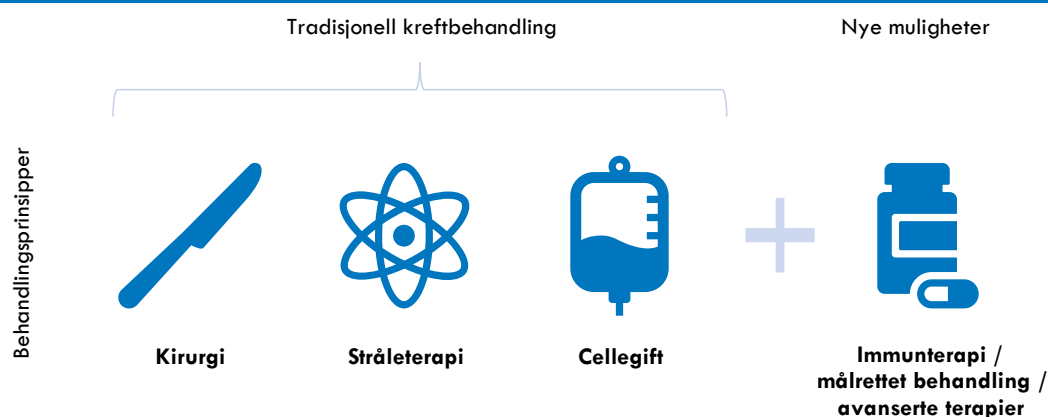 Tradisjonell kreftbehandling
Nye muligheter
Behandlingsprinsipper
Kirurgi
Stråleterapi
Cellegift
Immunterapi /
målrettet behandling /
avanserte terapier